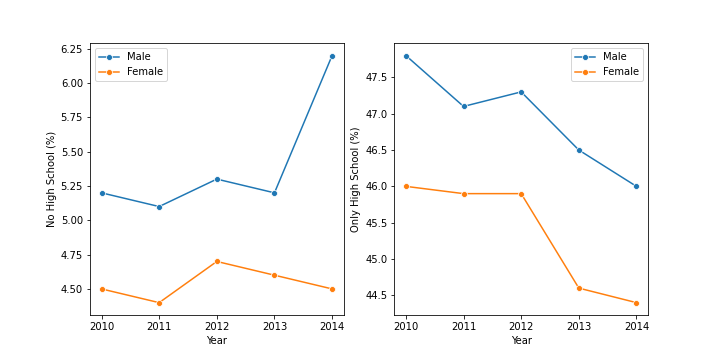 No High School (%)
6.25
6.00
5.75
5.50
5.25
5.00
4.75
4.50
Male
Female
2010 2011 2012 2013 2014
Year
Only High School (%)
47.5
47.0
46.5
46.0
45.5
45.0
44.5
Male
Female
2010 2011 2012 2013 2014
Year